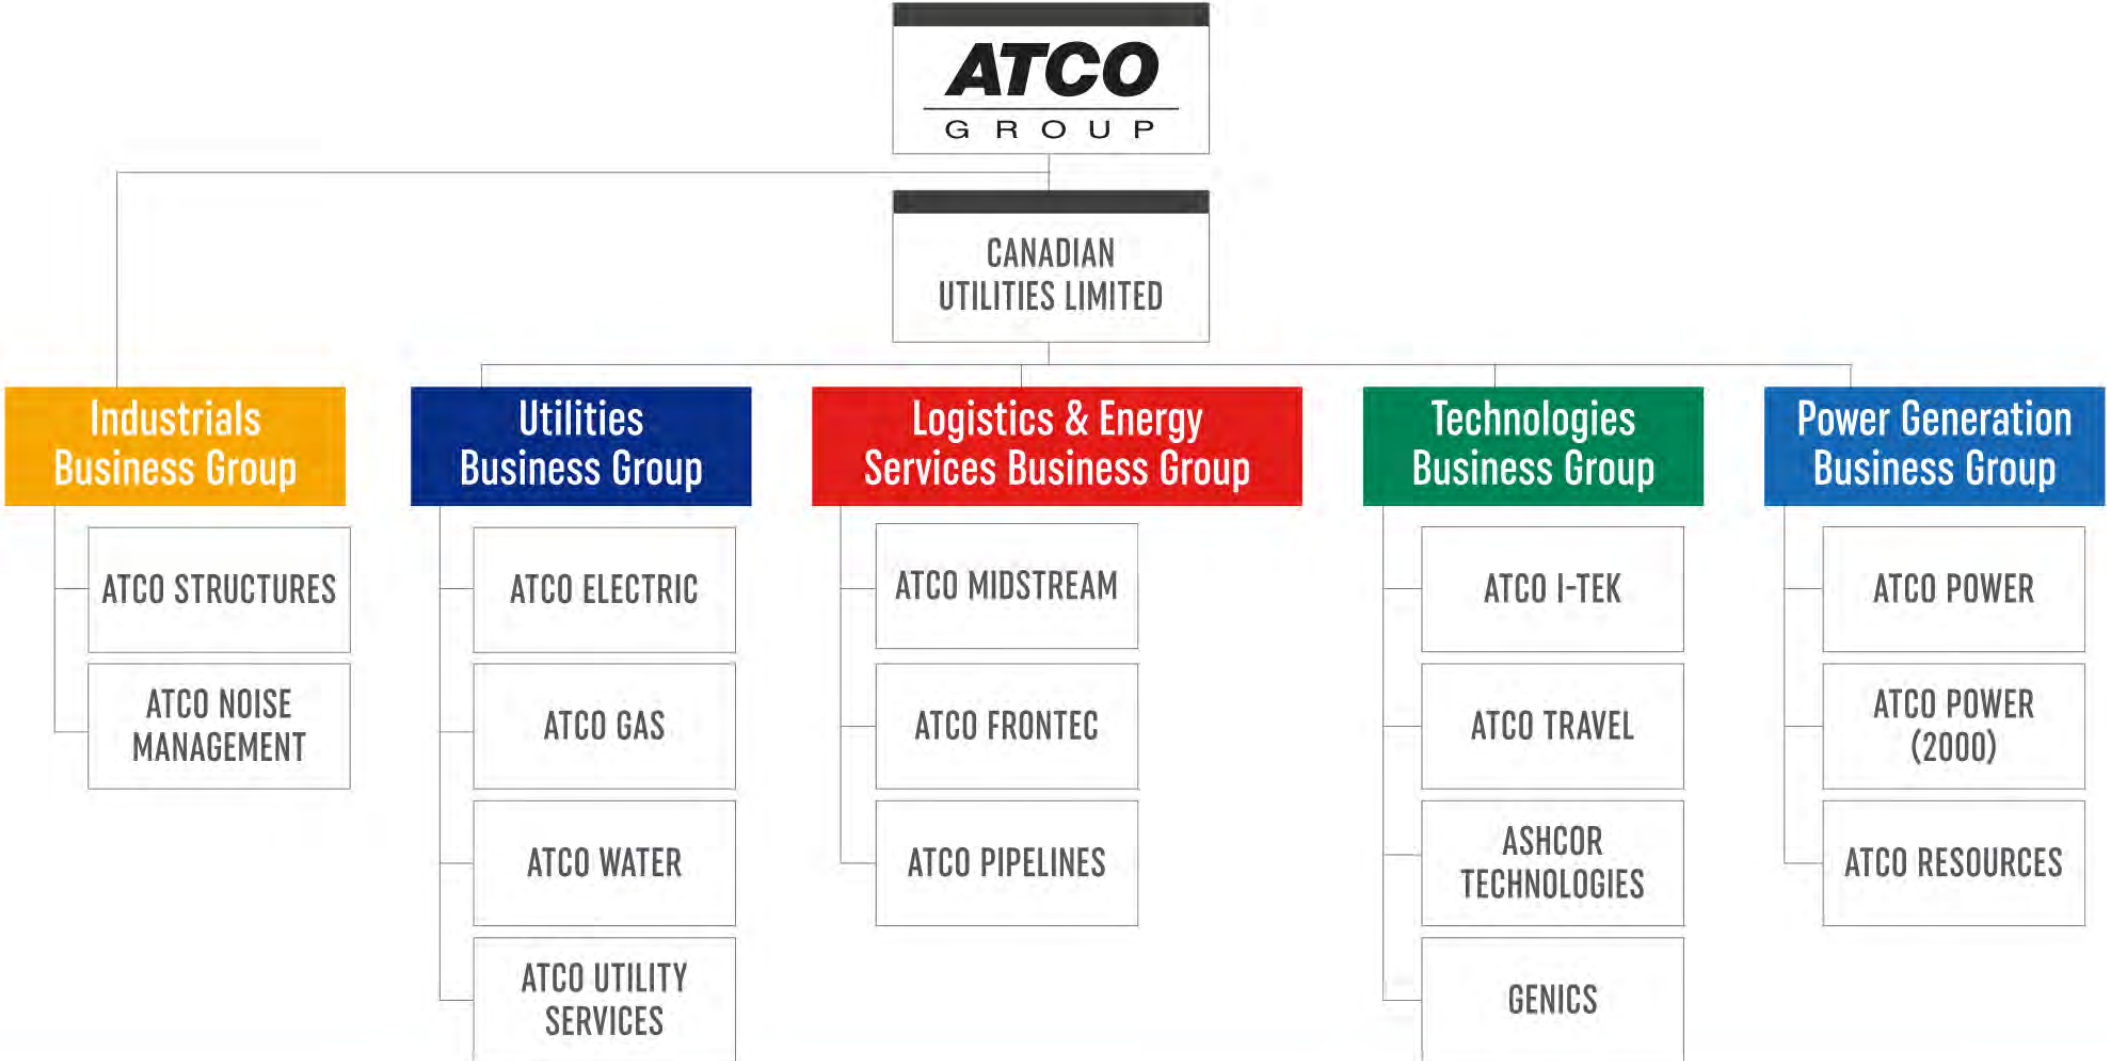 ATCO
GROUP
CANADIAN
UTILITIES LIMITED
Industrials
Business Group
ATCO STRUCTURES
ATCO NOISE
MANAGEMENT
Utilities
Business Group
ATCO ELECTRIC
ATCO GAS
ATCO WATER
ATCO UTILITY
SERVICES
Logistics & Energy
Services Business Group
ATCO MIDSTREAM
ATCO FRONTEC
ATCO PIPELINES
Technologies
Business Group
ATCO I-TEK
ATCO TRAVEL
ASHCOR
TECHNOLOGIES
GENICS
Power Generation
Business Group
ATCO POWER
ATCO POWER
(2000)
ATCO RESOURCES